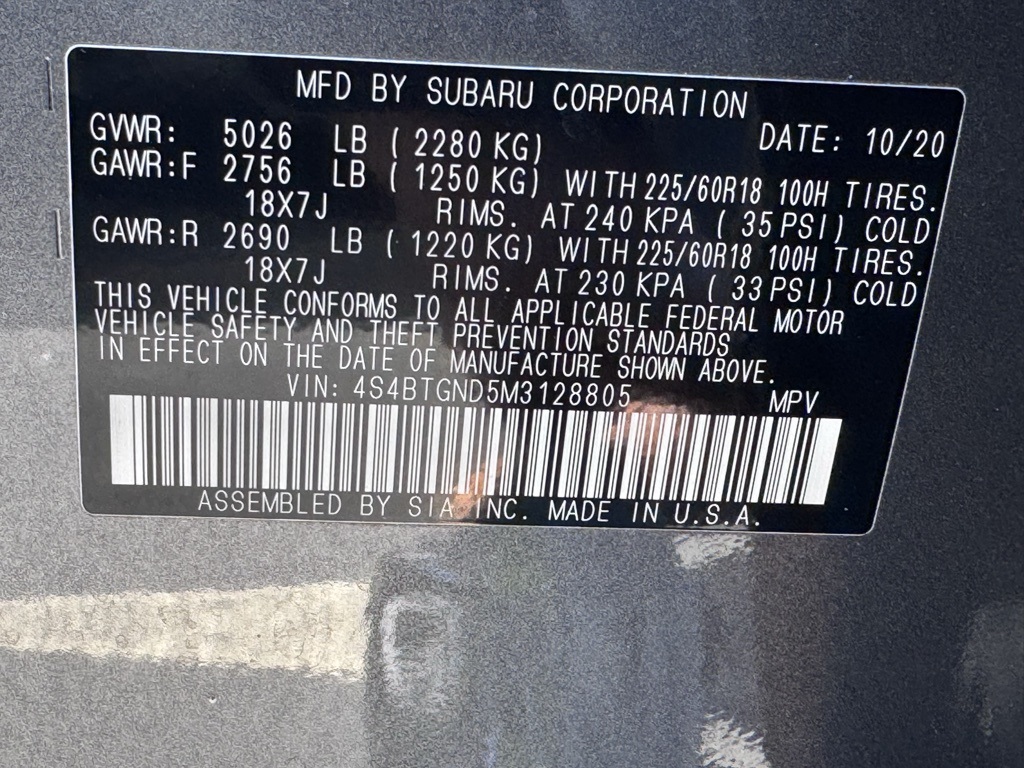 MFD BY SUBARU CORPORATION
GVWR: 5026 LB ( 2280 KG) DATE: 10/20
GAWR:F 2756 LB ( 1250 KG) WITH 225/60R18 100H TIRES.
18X7J RIMS. AT 240 KPA ( 35 PSI) COLD
GAWR:R 2690 LB ( 1220 KG) WITH 225/60R18 100H TIRES.
18X7J RIMS. AT 230 KPA ( 33 PSI) COLD
THIS VEHICLE CONFORMS TO ALL APPLICABLE FEDERAL MOTOR
VEHICLE SAFETY AND THEFT PREVENTION STANDARDS
IN EFFECT ON THE DATE OF MANUFACTURE SHOWN ABOVE.
VIN: 4S4BTGND5M3128805 MPV
ASSEMBLED BY SIA, INC. MADE IN U.S.A.